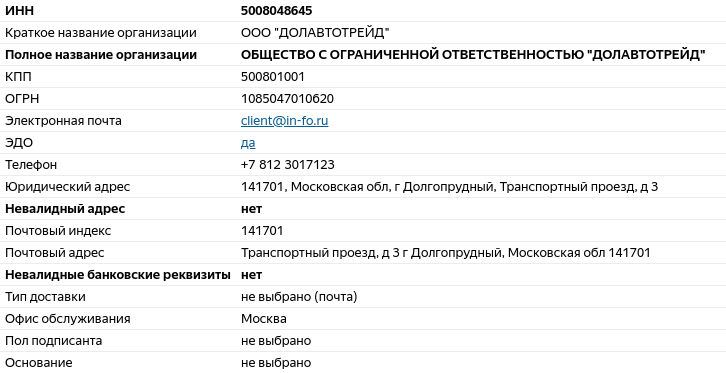 ИНН 5008048645
Краткое название организации ООО "ДОЛАВТОТРЕЙД"
Полное название организации ОБЩЕСТВО С ОГРАНИЧЕННОЙ ОТВЕТСТВЕННОСТЬЮ "ДОЛАВТОТРЕЙД"
КПП 500801001
ОГРН 1085047010620
Электронная почта client@in-fo.ru
ЭДО да
Телефон +7 812 3017123
Юридический адрес 141701, Московская обл, г Долгопрудный, Транспортный проезд, д 3
Невалидный адрес нет
Почтовый индекс 141701
Почтовый адрес Транспортный проезд, д 3 г Долгопрудный, Московская обл 141701
Невалидные банковские реквизиты нет
Тип доставки не выбрано (почта)
Офис обслуживания Москва
Пол подписанта не выбрано
Основание не выбрано